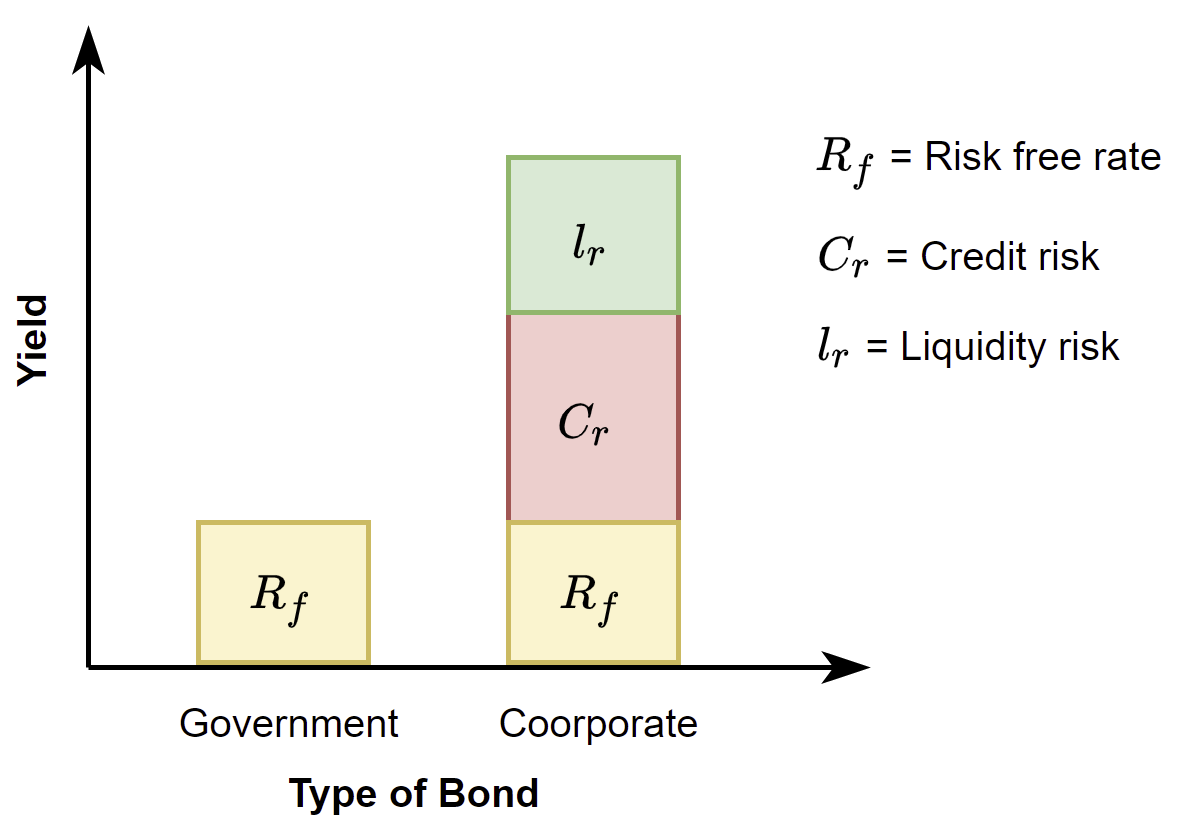 Yield
R_f = Risk free rate
C_r = Credit risk
l_r = Liquidity risk
l_r
C_r
R_f
R_f
Government
Coorporate
Type of Bond